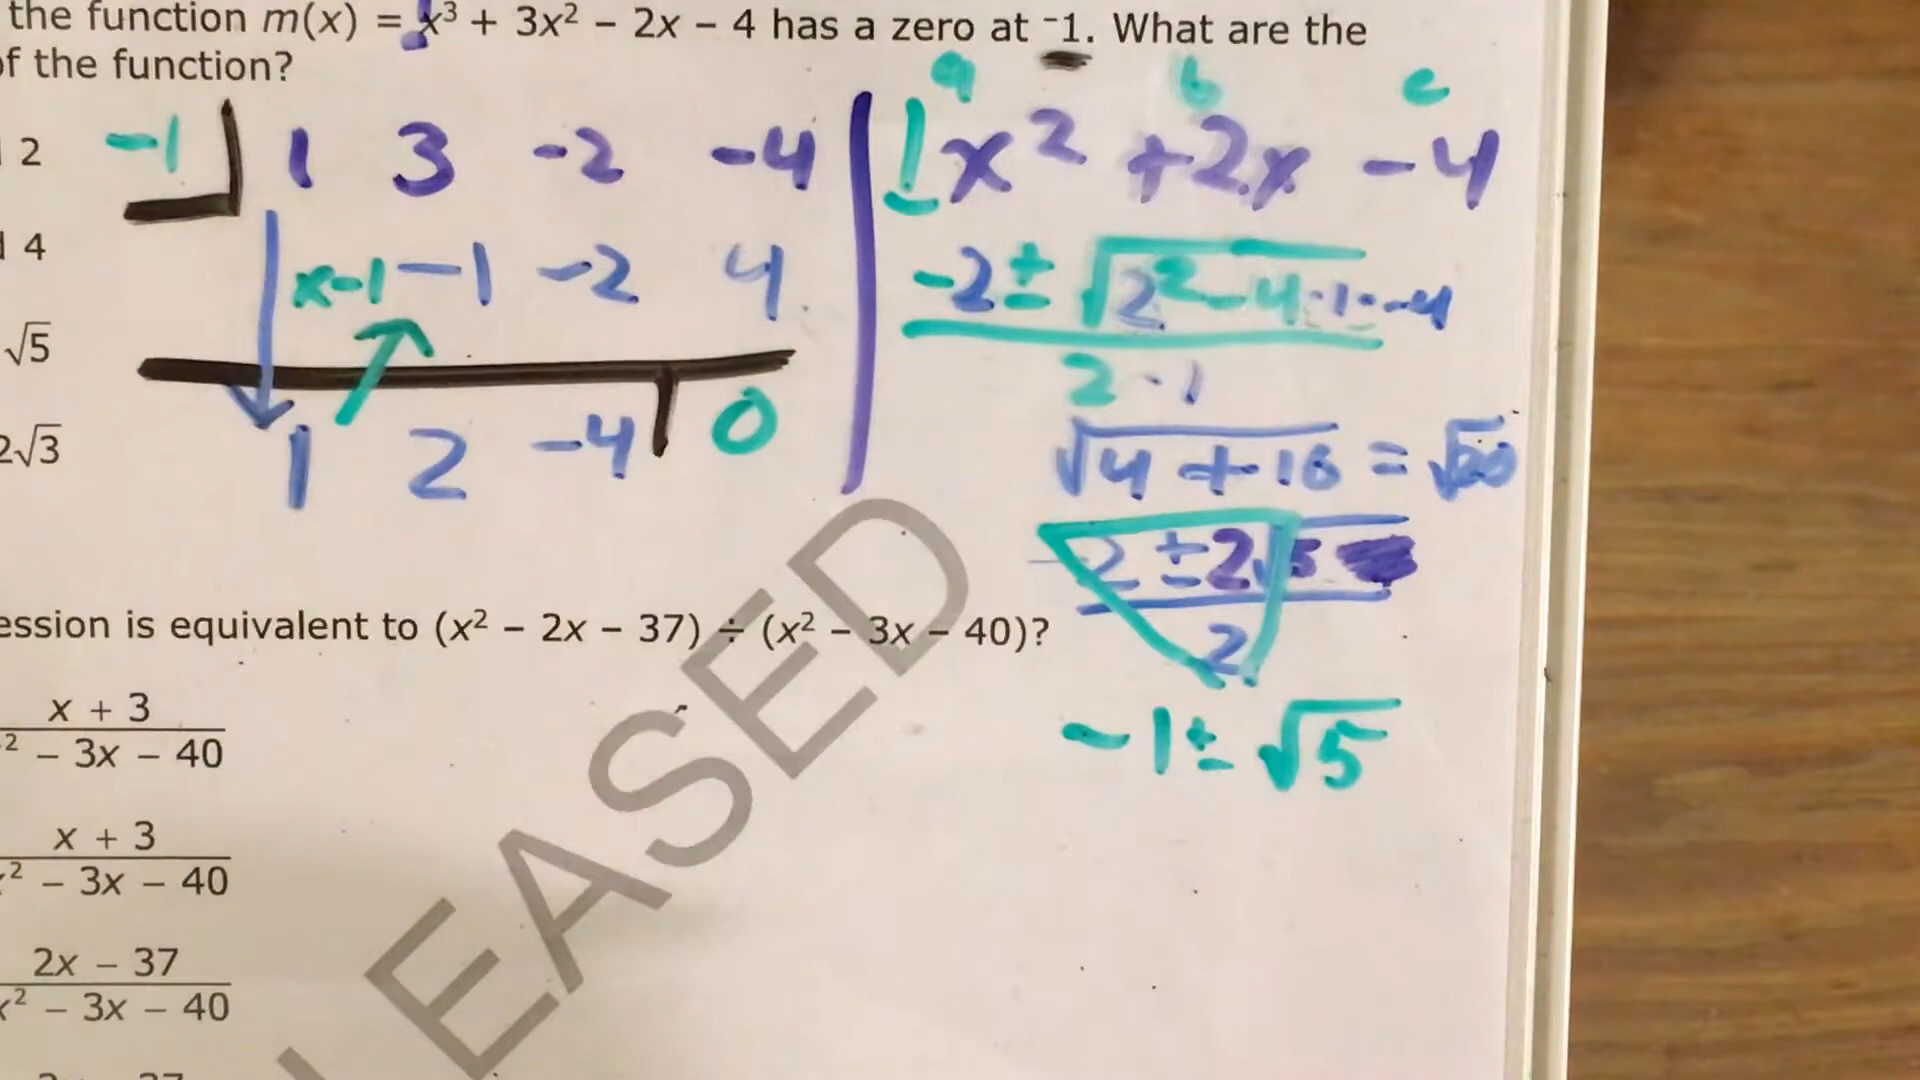 the function m(x) = x³ + 3x² – 2x – 4 has a zero at ⁻1. What are the
of the function?
a b c
2
-1 1 3 -2 -4
1x² +2x -4
4
x-1 -1 -2 4
-2 ± √2² - 4·1·-4
2·1
√5
1 2 -4 0
√4 + 16 = √20
2√3
-2 ± 2√5
2
ession is equivalent to (x² – 2x – 37) ÷ (x² – 3x – 40)?
-1 ± √5
x + 3
² – 3x – 40
x + 3
x² – 3x – 40
2x – 37
x² – 3x – 40
EASED